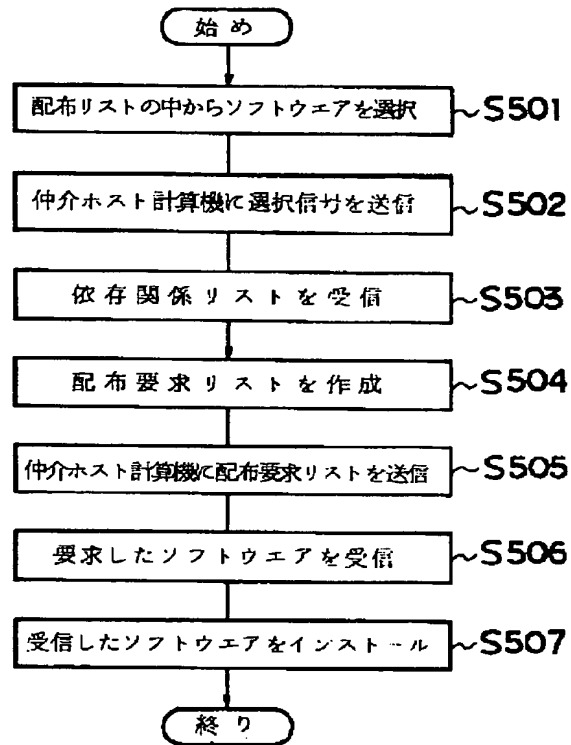 始め
配布リストの中からソフトウエアを選択 ~S501
仲介ホスト計算機に選択信号を送信 ~S502
依存関係リストを受信 ~S503
配布要求リストを作成 ~S504
仲介ホスト計算機に配布要求リストを送信 ~S505
要求したソフトウエアを受信 ~S506
受信したソフトウエアをインストール ~S507
終り